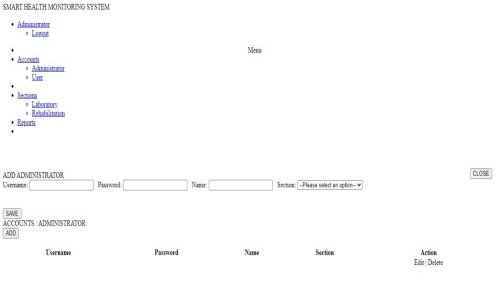 SMART HEALTH MONITORING SYSTEM
Administrator
Logout
Menu
Accounts
Administrator
User
Sections
Laboratory
Rehabilitation
Reports
CLOSE
ADD ADMINISTRATOR
Username: Password: Name: Section: --Please select an option--
SAVE
ACCOUNTS / ADMINISTRATOR
ADD
Username Password Name Section Action
Edit | Delete